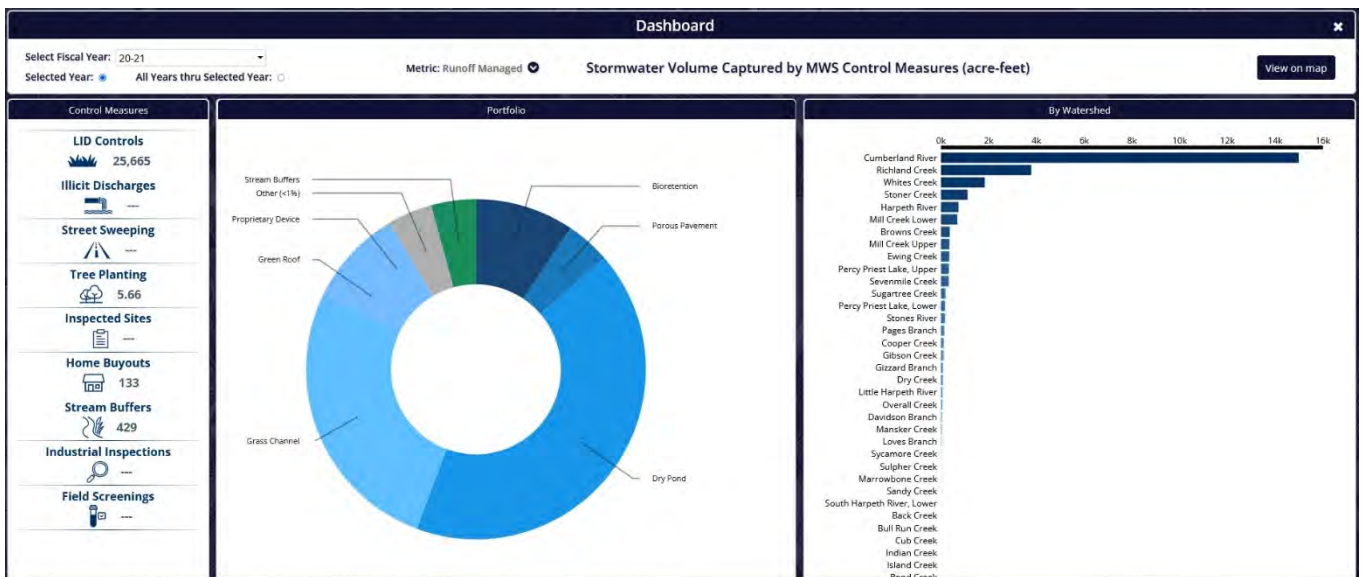 Dashboard
Select Fiscal Year: 20-21
Selected Year: All Years thru Selected Year:
Metric: Runoff Managed
Stormwater Volume Captured by MWS Control Measures (acre-feet)
View on map
Control Measures
LID Controls
25,665
Illicit Discharges
---
Street Sweeping
---
Tree Planting
5.66
Inspected Sites
---
Home Buyouts
133
Stream Buffers
429
Industrial Inspections
---
Field Screenings
---
Portfolio
Stream Buffers
Other (<1%)
Proprietary Device
Green Roof
Grass Channel
Bioretention
Porous Pavement
Dry Pond
By Watershed
0k 2k 4k 6k 8k 10k 12k 14k 16k
Cumberland River
Richland Creek
Whites Creek
Stoner Creek
Harpeth River
Mill Creek Lower
Browns Creek
Mill Creek Upper
Ewing Creek
Percy Priest Lake, Upper
Sevenmile Creek
Sugartree Creek
Percy Priest Lake, Lower
Stones River
Pages Branch
Cooper Creek
Gibson Creek
Gizzard Branch
Dry Creek
Little Harpeth River
Overall Creek
Davidson Branch
Mansker Creek
Loves Branch
Sycamore Creek
Sulpher Creek
Marrowbone Creek
Sandy Creek
South Harpeth River, Lower
Back Creek
Bull Run Creek
Cub Creek
Indian Creek
Island Creek